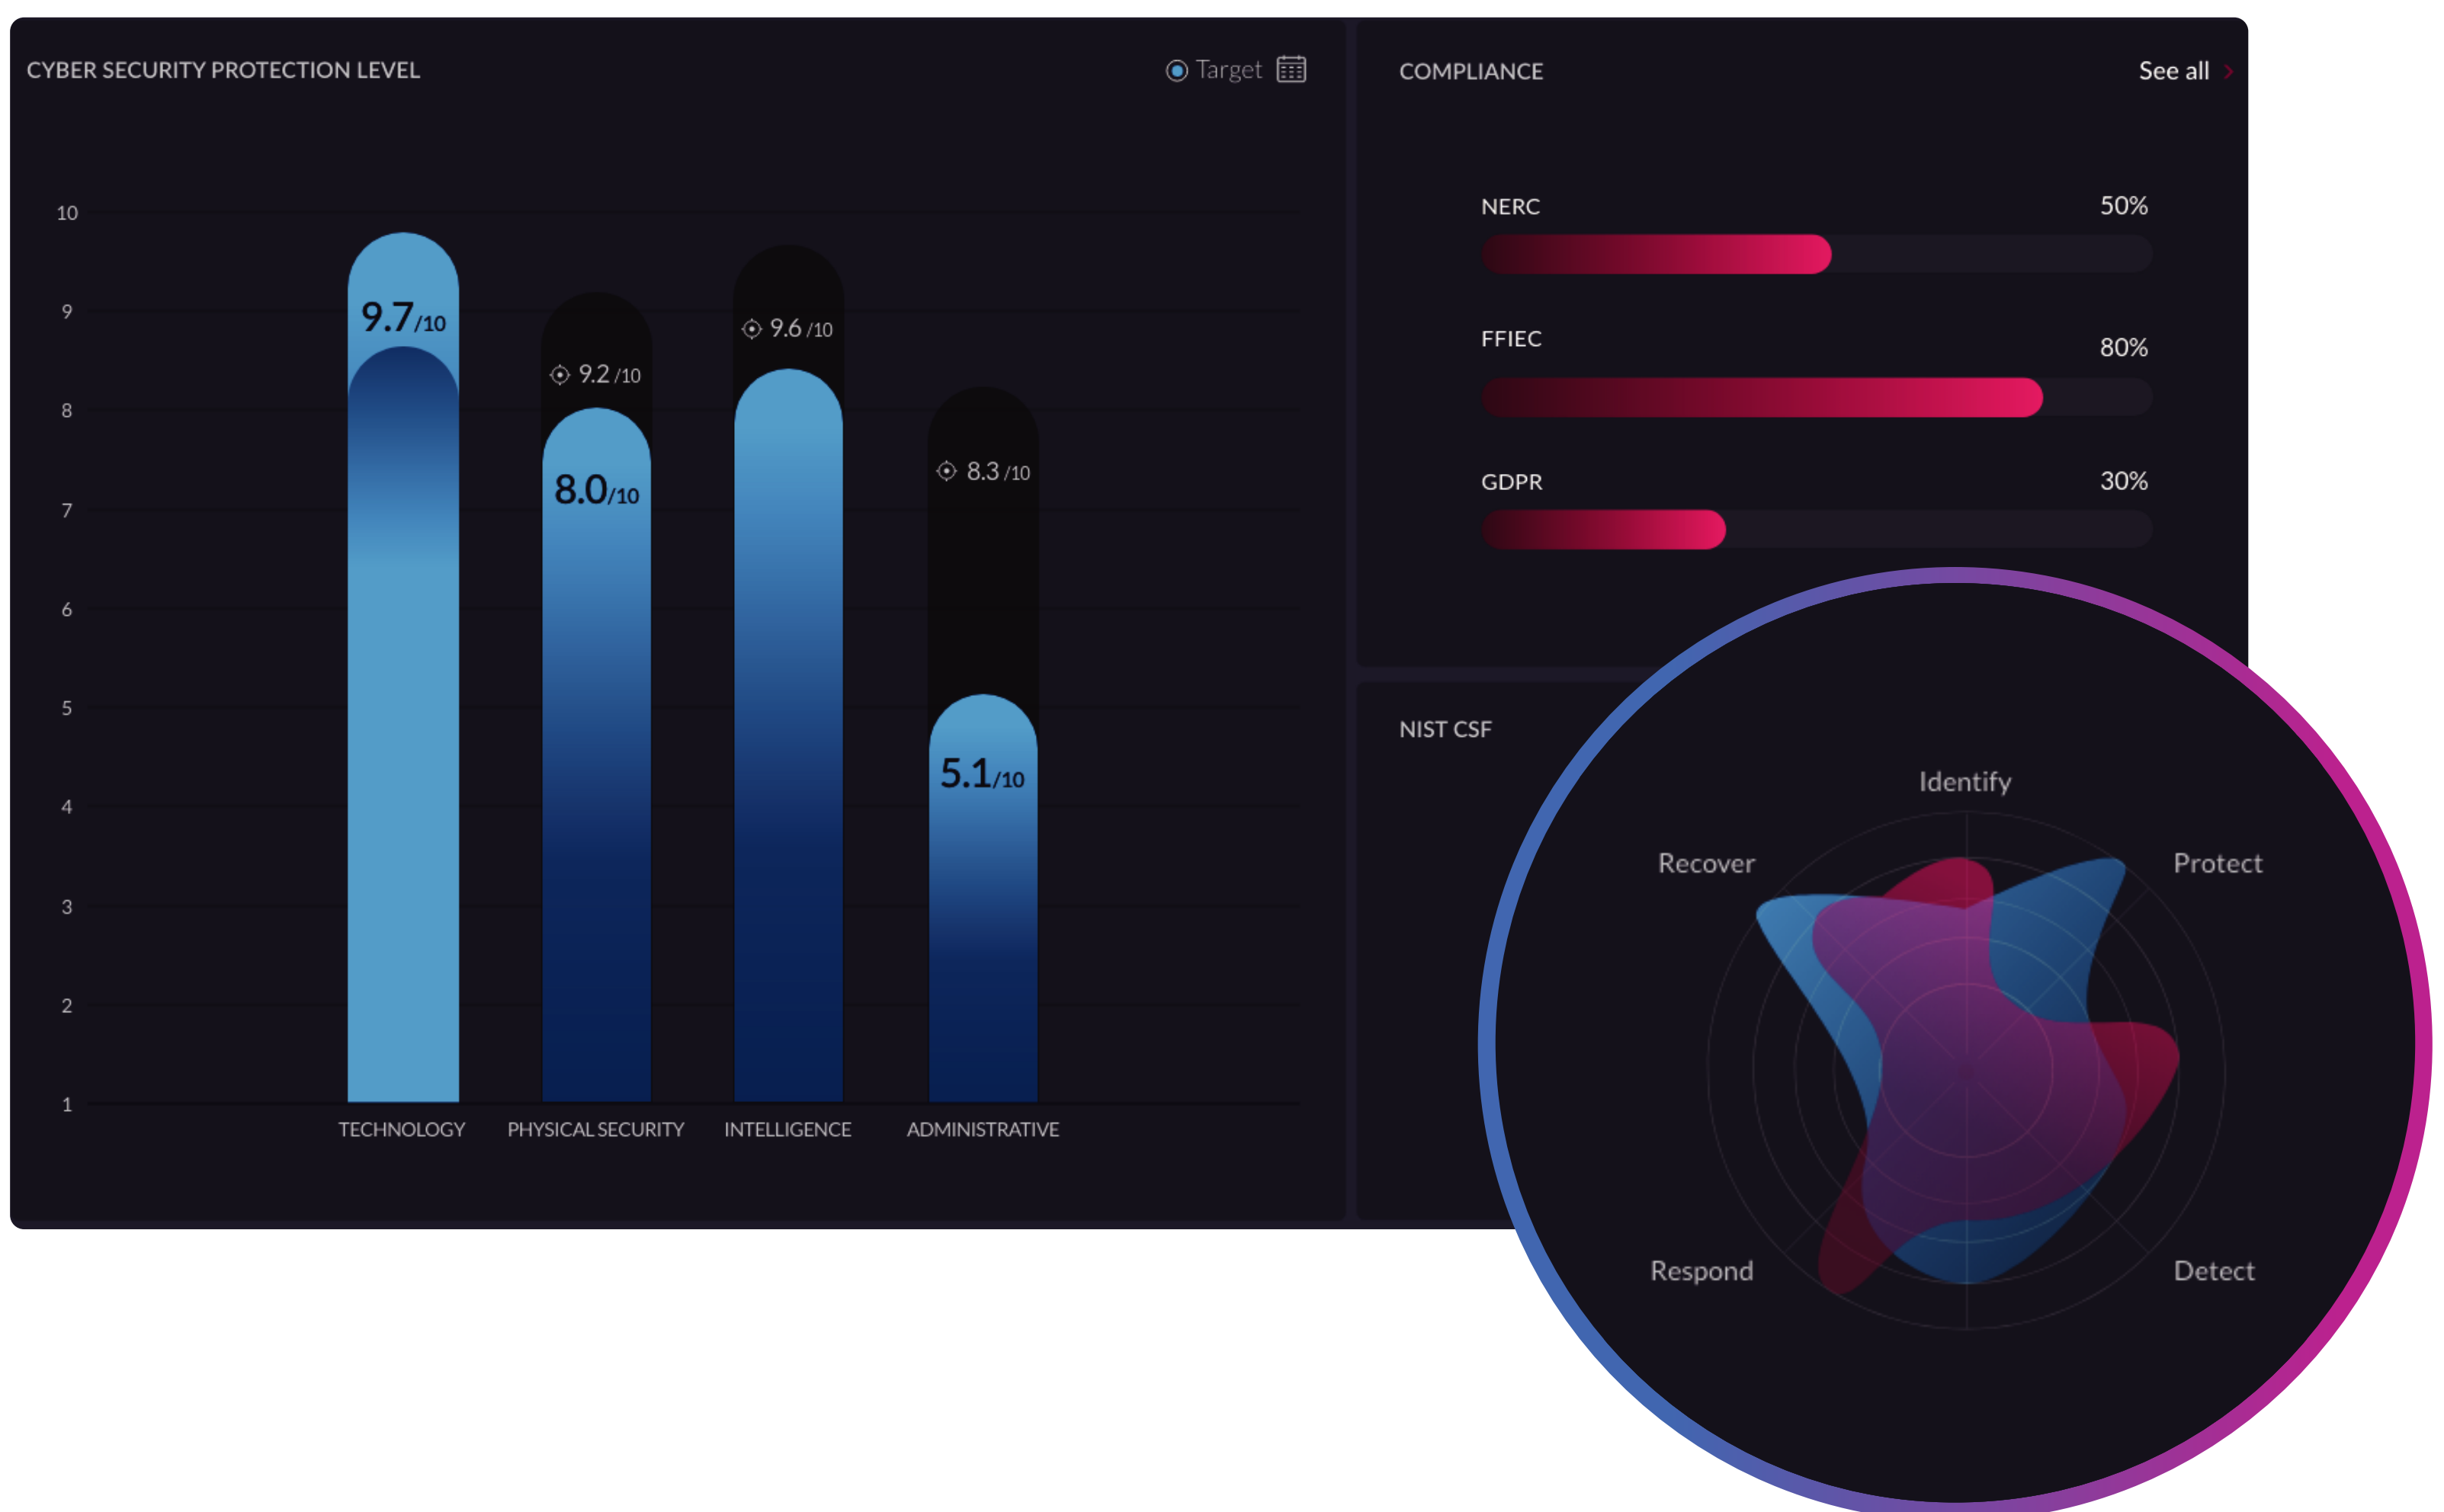 CYBER SECURITY PROTECTION LEVEL
Target
10
9
8
7
6
5
4
3
2
1
9.7/10
9.2 /10
8.0/10
9.6 /10
8.3 /10
5.1/10
TECHNOLOGY
PHYSICAL SECURITY
INTELLIGENCE
ADMINISTRATIVE
COMPLIANCE
See all
NERC
50%
FFIEC
80%
GDPR
30%
NIST CSF
Identify
Recover
Protect
Respond
Detect